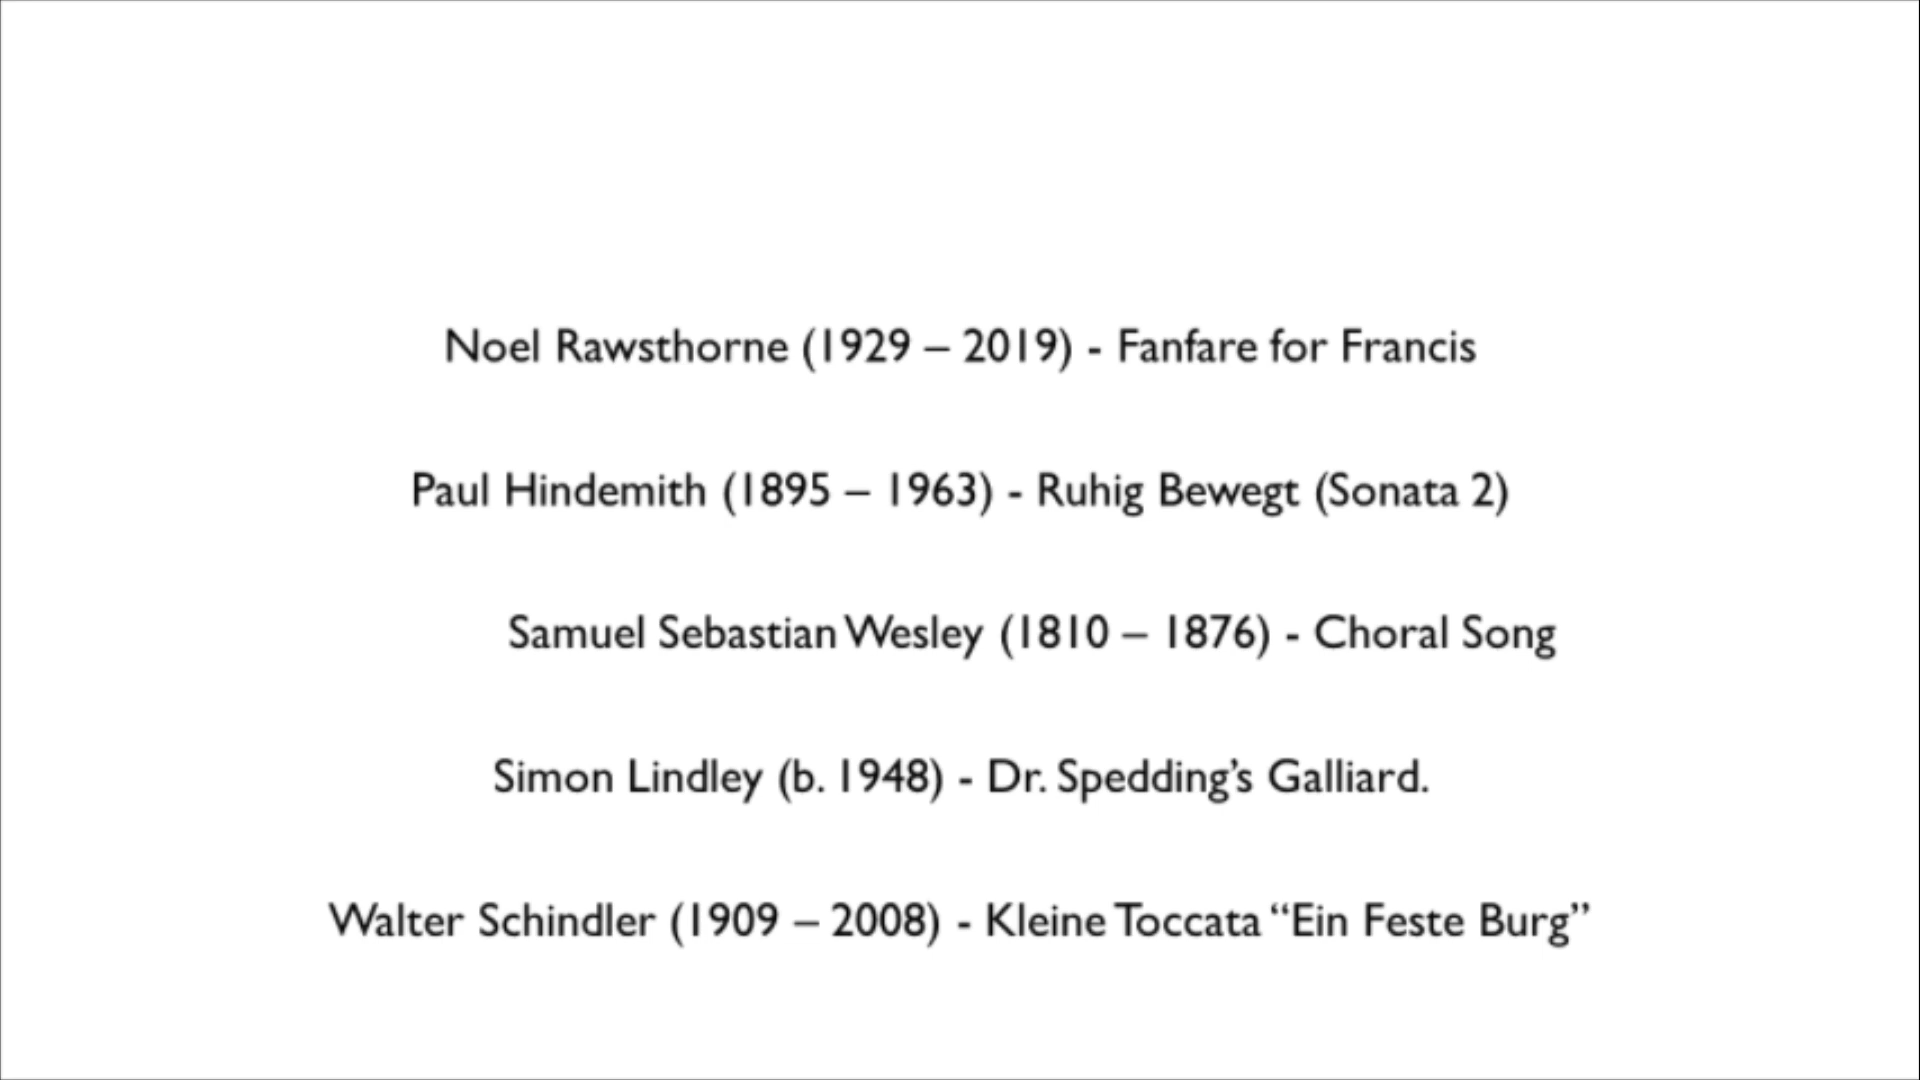 Noel Rawsthorne (1929 – 2019) - Fanfare for Francis
Paul Hindemith (1895 – 1963) - Ruhig Bewegt (Sonata 2)
Samuel Sebastian Wesley (1810 – 1876) - Choral Song
Simon Lindley (b. 1948) - Dr. Spedding’s Galliard.
Walter Schindler (1909 – 2008) - Kleine Toccata “Ein Feste Burg”